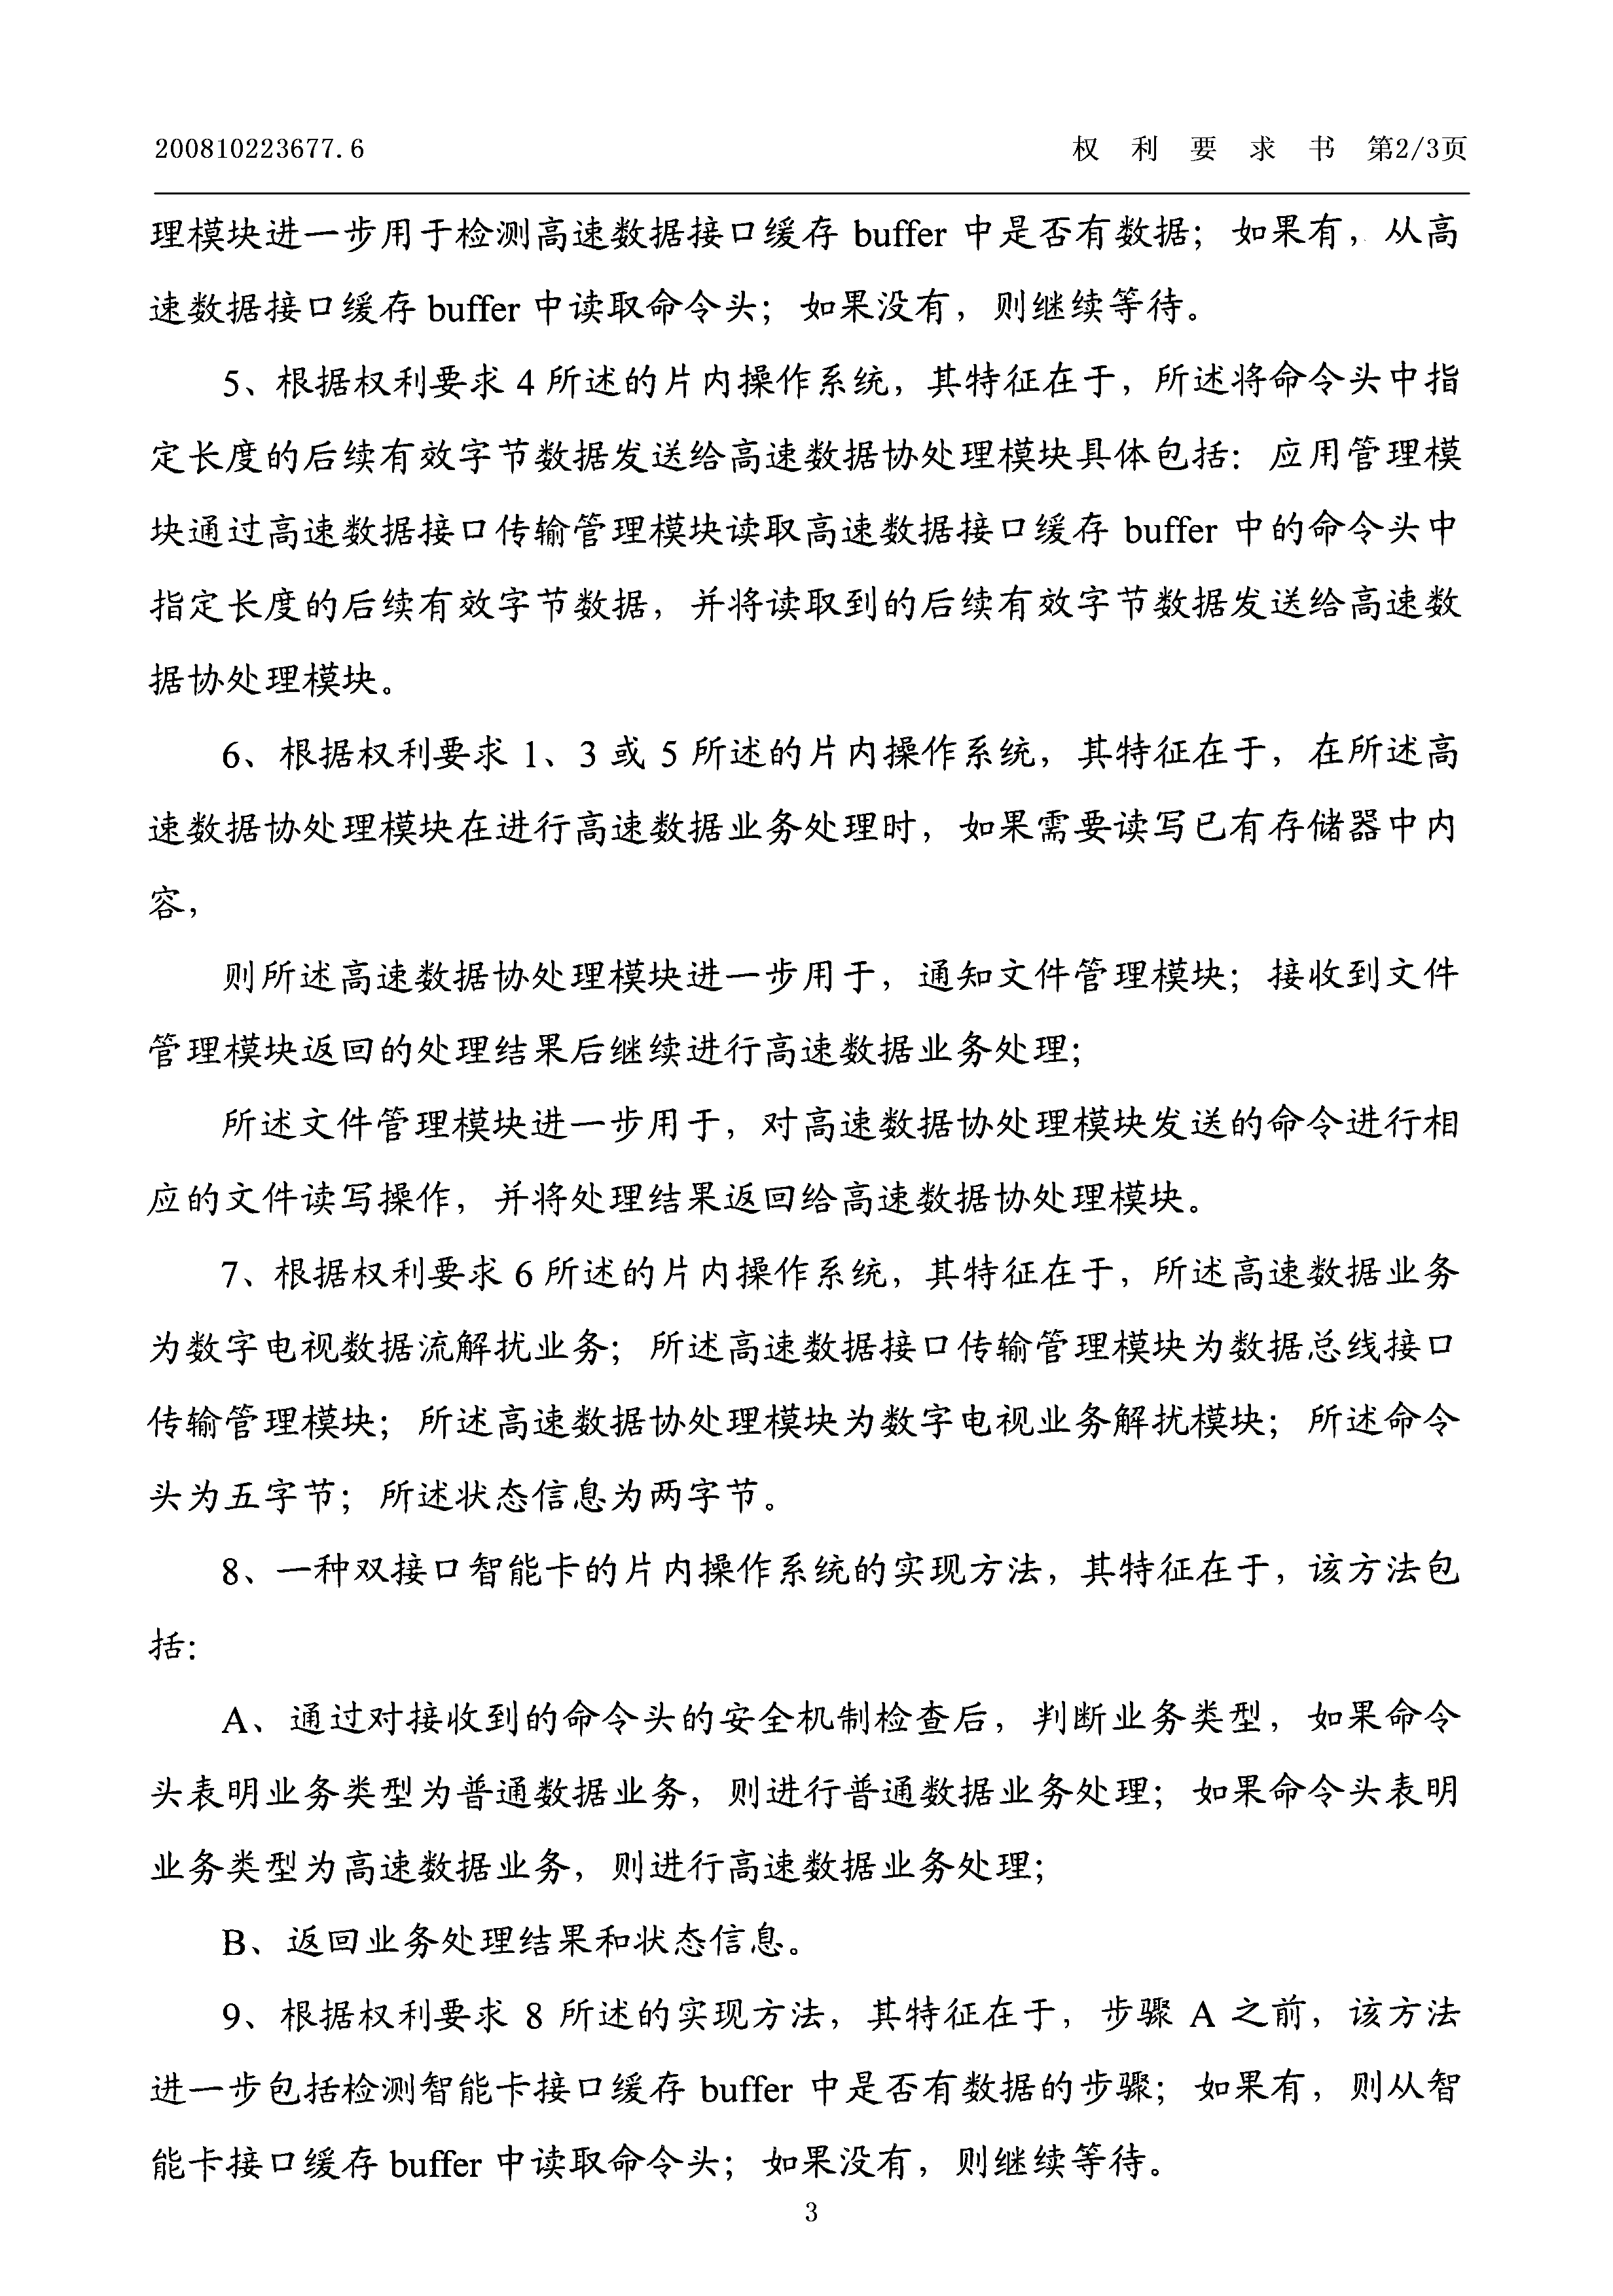 200810223677.6 权 利 要 求 书 第2/3页
理模块进一步用于检测高速数据接口缓存 buffer 中是否有数据；如果有，从高
速数据接口缓存 buffer 中读取命令头；如果没有，则继续等待。
5、根据权利要求 4 所述的片内操作系统，其特征在于，所述将命令头中指
定长度的后续有效字节数据发送给高速数据协处理模块具体包括：应用管理模
块通过高速数据接口传输管理模块读取高速数据接口缓存 buffer 中的命令头中
指定长度的后续有效字节数据，并将读取到的后续有效字节数据发送给高速数
据协处理模块。
6、根据权利要求 1、3 或 5 所述的片内操作系统，其特征在于，在所述高
速数据协处理模块在进行高速数据业务处理时，如果需要读写已有存储器中内
容，
则所述高速数据协处理模块进一步用于，通知文件管理模块；接收到文件
管理模块返回的处理结果后继续进行高速数据业务处理；
所述文件管理模块进一步用于，对高速数据协处理模块发送的命令进行相
应的文件读写操作，并将处理结果返回给高速数据协处理模块。
7、根据权利要求 6 所述的片内操作系统，其特征在于，所述高速数据业务
为数字电视数据流解扰业务；所述高速数据接口传输管理模块为数据总线接口
传输管理模块；所述高速数据协处理模块为数字电视业务解扰模块；所述命令
头为五字节；所述状态信息为两字节。
8、一种双接口智能卡的片内操作系统的实现方法，其特征在于，该方法包
括：
A、通过对接收到的命令头的安全机制检查后，判断业务类型，如果命令
头表明业务类型为普通数据业务，则进行普通数据业务处理；如果命令头表明
业务类型为高速数据业务，则进行高速数据业务处理；
B、返回业务处理结果和状态信息。
9、根据权利要求 8 所述的实现方法，其特征在于，步骤 A 之前，该方法
进一步包括检测智能卡接口缓存 buffer 中是否有数据的步骤；如果有，则从智
能卡接口缓存 buffer 中读取命令头；如果没有，则继续等待。
3